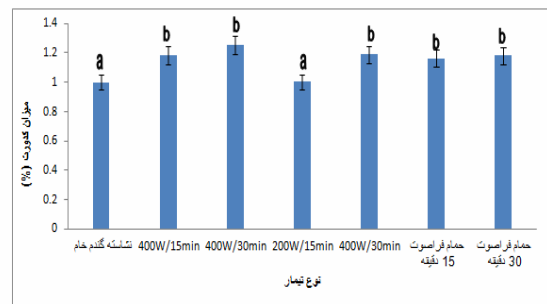 1.4
1.2
1
0.8
0.6
0.4
0.2
0
میزان کدورت (%)
a
b
b
a
b
b
b
نشاسته گندم خام
400W/15min
400W/30min
200W/15min
400W/30min
حمام فراصوت
15 دقیقه
حمام فراصوت
30 دقیقه
نوع تیمار